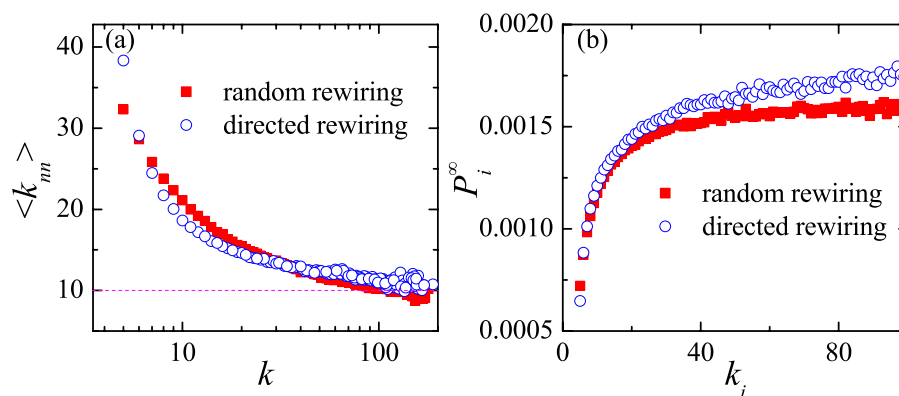 (a)
40
30
20
10
<k_nn>
random rewiring
directed rewiring
10
100
k
(b)
0.0020
0.0015
0.0010
0.0005
P_i^∞
random rewiring
directed rewiring
0
40
80
k_i